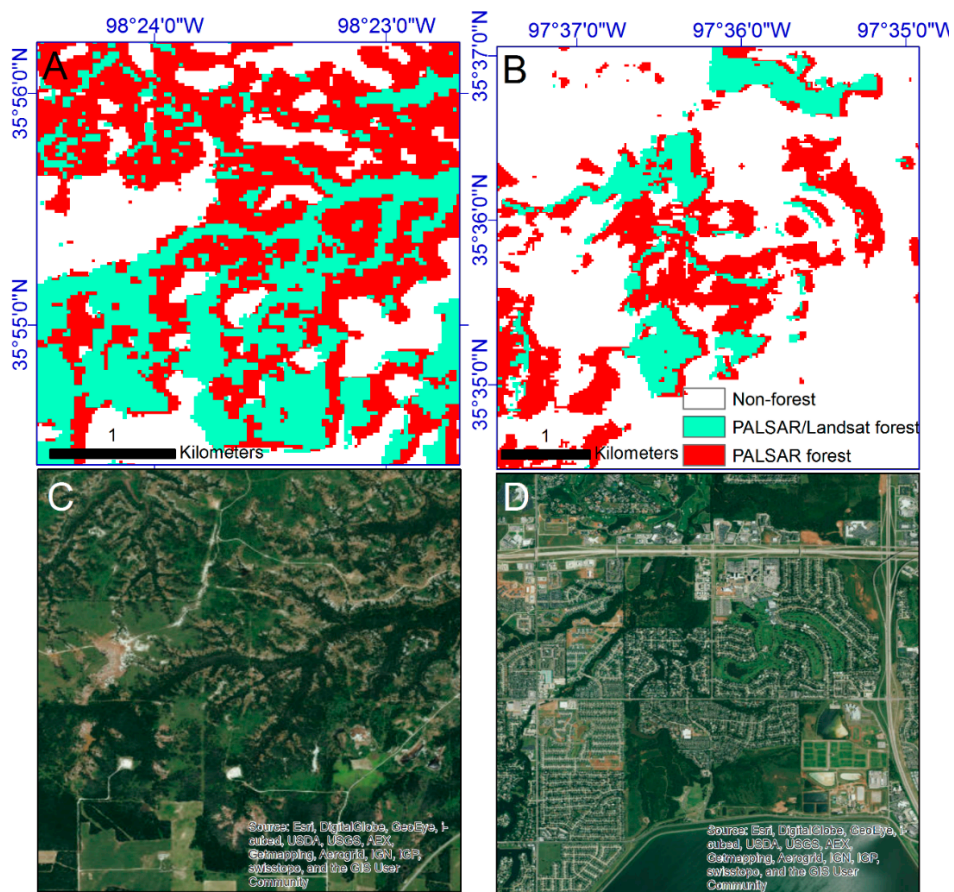 98°24'0"W 98°23'0"W
97°37'0"W 97°36'0"W 97°35'0"W
A
35°56'0"N
35°55'0"N
1
Kilometers
B
35°37'0"N
35°36'0"N
35°35'0"N
Non-forest
PALSAR/Landsat forest
PALSAR forest
1
Kilometers
C
Source: Esri, DigitalGlobe, GeoEye, i-
cubed, USDA, USGS, AEX,
Getmapping, Aerogrid, IGN, IGP,
swisstopo, and the GIS User
Community
D
Source: Esri, DigitalGlobe, GeoEye, i-
cubed, USDA, USGS, AEX,
Getmapping, Aerogrid, IGN, IGP,
swisstopo, and the GIS User
Community